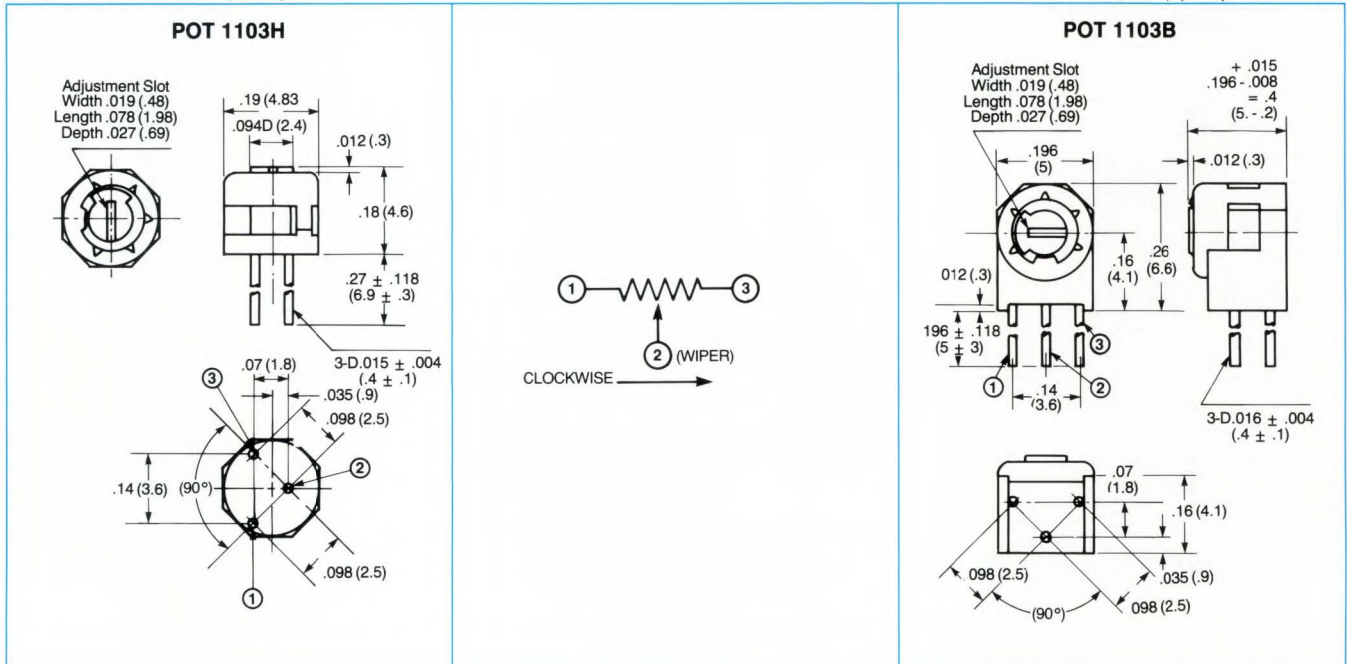 POT 1103H
Adjustment Slot
Width .019 (.48)
Length .078 (1.98)
Depth .027 (.69)
.19 (4.83
.094D (2.4)
.012 (.3)
.18 (4.6)
.27 ± .118
(6.9 ± .3)
3-D.015 ± .004
(.4 ± .1)
.07 (1.8)
.035 (.9)
.098 (2.5)
3
2
.14 (3.6)
(90°)
.098 (2.5)
1
1
3
2
(WIPER)
CLOCKWISE
POT 1103B
Adjustment Slot
Width .019 (.48)
Length .078 (1.98)
Depth .027 (.69)
+ .015
.196 - .008
= .4
(5. - .2)
.196
(5)
.012 (.3)
.16
(4.1)
.26
(6.6)
012 (.3)
196 ± .118
(5 ± 3)
3
1
2
.14
(3.6)
3-D.016 ± .004
(.4 ± .1)
.07
(1.8)
.16 (4.1)
.098 (2.5)
.035 (.9)
098 (2.5)
(90°)